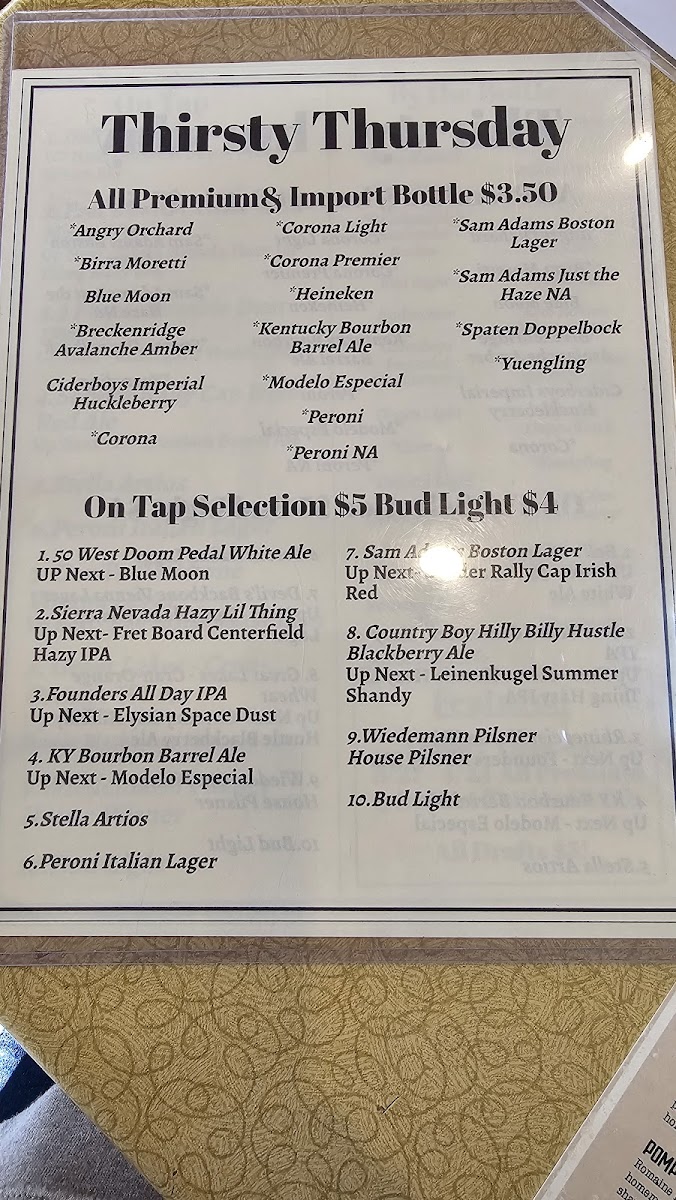 Thirsty Thursday
All Premium& Import Bottle $3.50
*Angry Orchard
*Birra Moretti
Blue Moon
*Breckenridge
Avalanche Amber
Ciderboys Imperial
Huckleberry
*Corona
*Corona Light
*Corona Premier
*Heineken
*Kentucky Bourbon
Barrel Ale
*Modelo Especial
*Peroni
*Peroni NA
*Sam Adams Boston
Lager
*Sam Adams Just the
Haze NA
*Spaten Doppelbock
*Yuengling
On Tap Selection $5 Bud Light $4
1. 50 West Doom Pedal White Ale
UP Next - Blue Moon
2.Sierra Nevada Hazy Lil Thing
Up Next- Fret Board Centerfield
Hazy IPA
3.Founders All Day IPA
Up Next - Elysian Space Dust
4. KY Bourbon Barrel Ale
Up Next - Modelo Especial
5.Stella Artios
6.Peroni Italian Lager
7. Sam Adams Boston Lager
Up Next- Rally Cap Irish
Red
8. Country Boy Hilly Billy Hustle
Blackberry Ale
Up Next - Leinenkugel Summer
Shandy
9.Wiedemann Pilsner
House Pilsner
10.Bud Light
Romaine